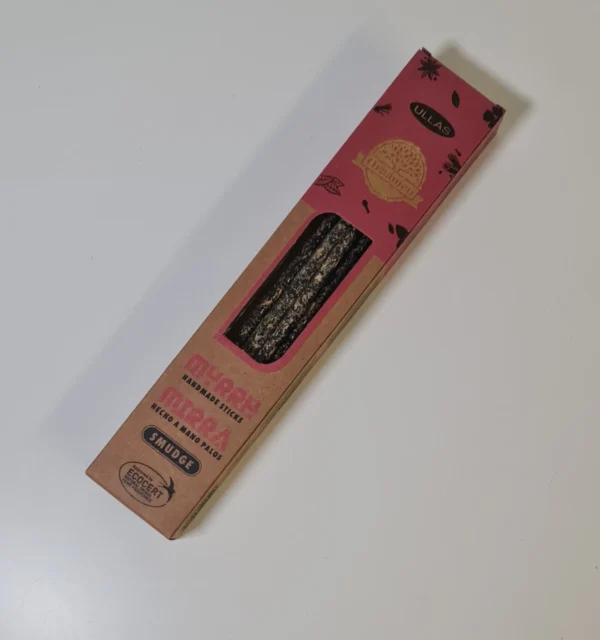 ULLAS
MYRRH
HANDMADE STICKS
MIRRA
HECHO A MANO PALOS
SMUDGE
ECOCERT